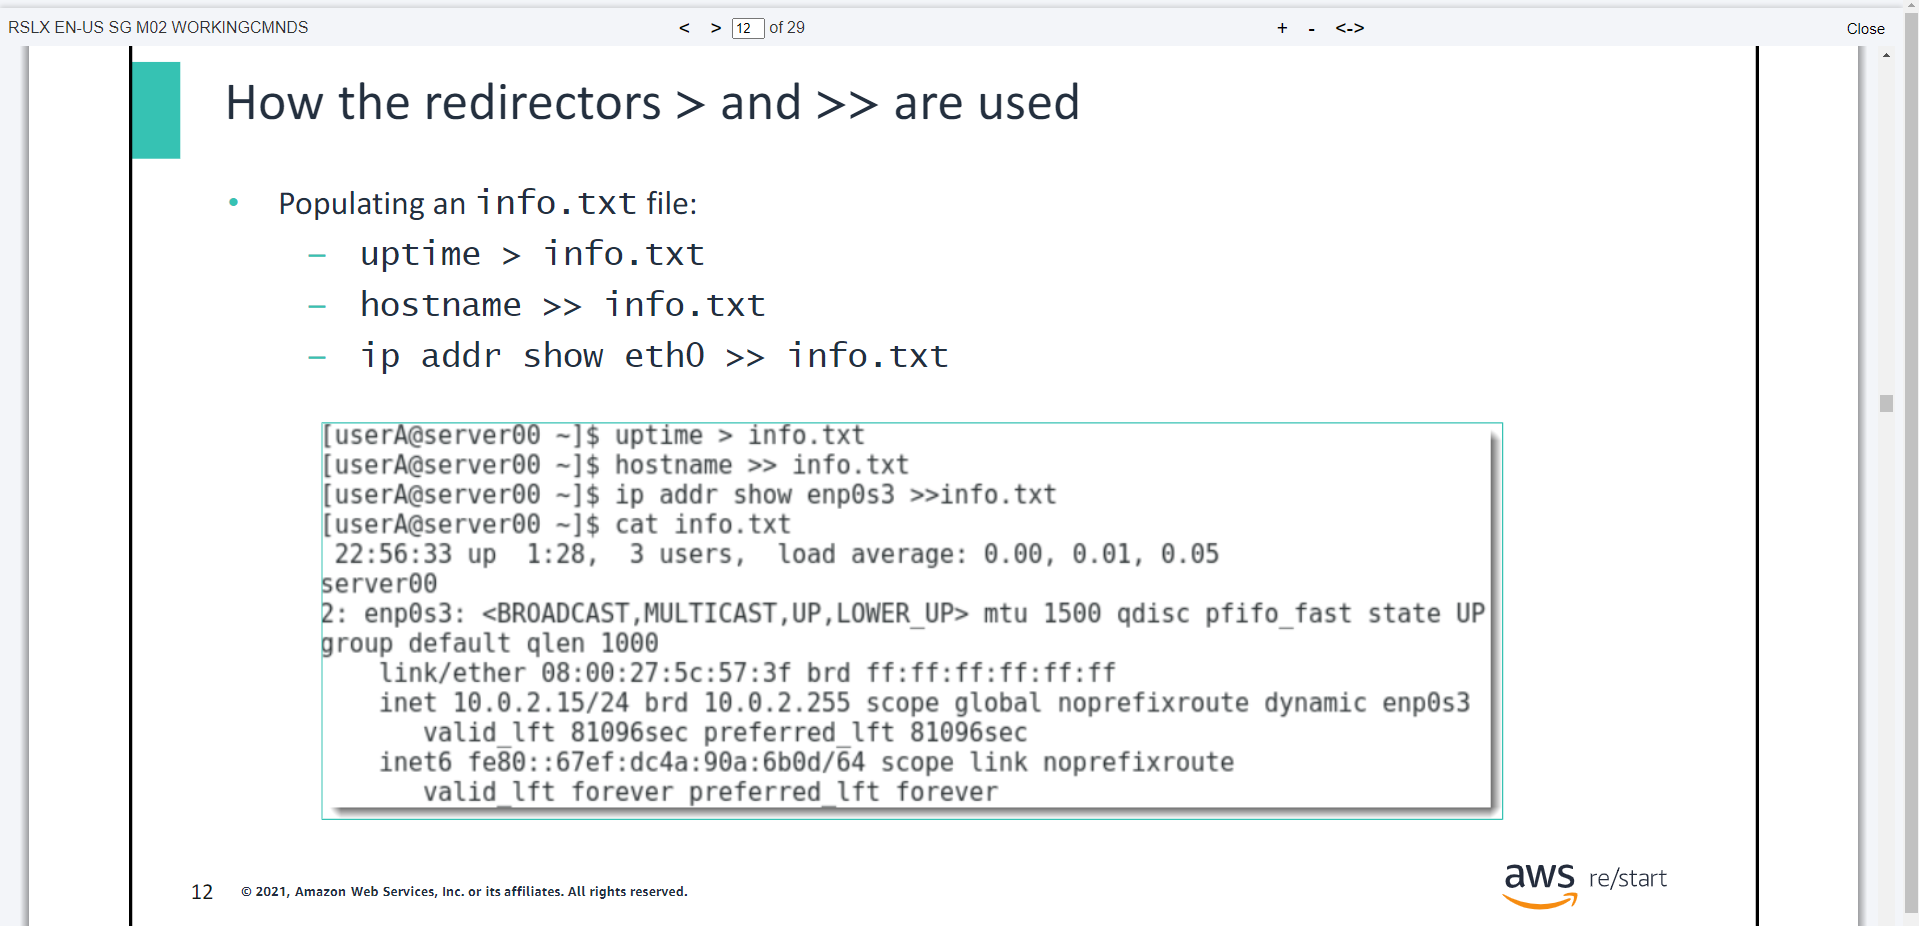 RSLX EN-US SG M02 WORKINGCMNDS < > 12 of 29 + - <-> Close
How the redirectors > and >> are used
• Populating an info.txt file:
– uptime > info.txt
– hostname >> info.txt
– ip addr show eth0 >> info.txt
[userA@server00 ~]$ uptime > info.txt
[userA@server00 ~]$ hostname >> info.txt
[userA@server00 ~]$ ip addr show enp0s3 >>info.txt
[userA@server00 ~]$ cat info.txt
 22:56:33 up  1:28,  3 users,  load average: 0.00, 0.01, 0.05
server00
2: enp0s3: <BROADCAST,MULTICAST,UP,LOWER_UP> mtu 1500 qdisc pfifo_fast state UP
group default qlen 1000
    link/ether 08:00:27:5c:57:3f brd ff:ff:ff:ff:ff:ff
    inet 10.0.2.15/24 brd 10.0.2.255 scope global noprefixroute dynamic enp0s3
       valid_lft 81096sec preferred_lft 81096sec
    inet6 fe80::67ef:dc4a:90a:6b0d/64 scope link noprefixroute
       valid_lft forever preferred_lft forever
12 © 2021, Amazon Web Services, Inc. or its affiliates. All rights reserved.
aws re/start